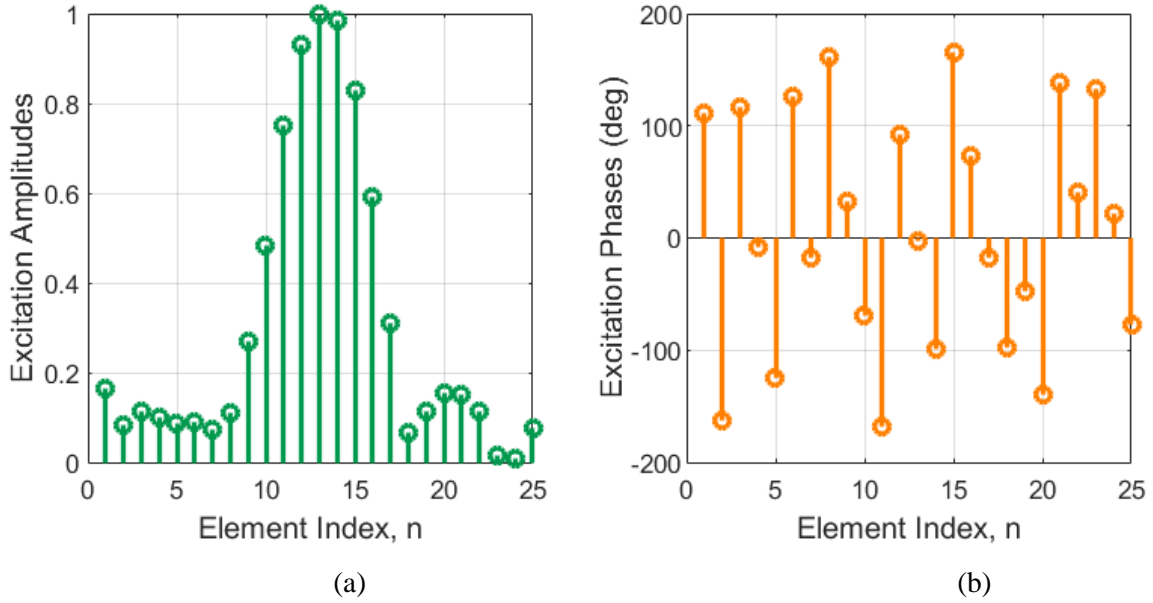 Excitation Amplitudes
1
0.8
0.6
0.4
0.2
0
0 5 10 15 20 25
Element Index, n
(a)
Excitation Phases (deg)
200
100
0
-100
-200
0 5 10 15 20 25
Element Index, n
(b)